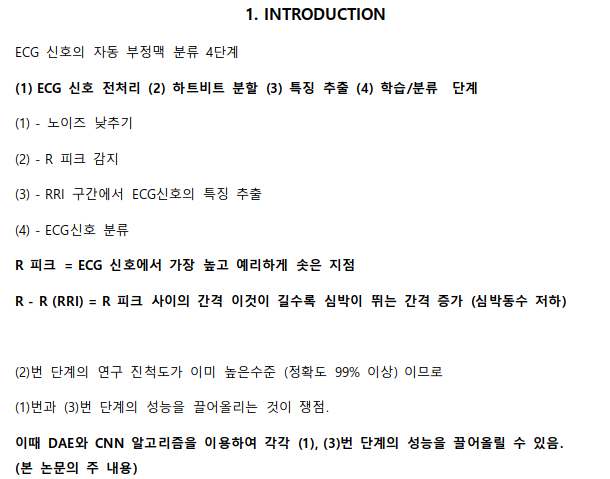 1. INTRODUCTION
ECG 신호의 자동 부정맥 분류 4단계
(1) ECG 신호 전처리 (2) 하트비트 분할 (3) 특징 추출 (4) 학습/분류 단계
(1) - 노이즈 낮추기
(2) - R 피크 감지
(3) - RRI 구간에서 ECG신호의 특징 추출
(4) - ECG신호 분류
R 피크 = ECG 신호에서 가장 높고 예리하게 솟은 지점
R - R (RRI) = R 피크 사이의 간격 이것이 길수록 심박이 뛰는 간격 증가 (심박동수 저하)
(2)번 단계의 연구 진척도가 이미 높은수준 (정확도 99% 이상) 이므로
(1)번과 (3)번 단계의 성능을 끌어올리는 것이 쟁점.
이때 DAE와 CNN 알고리즘을 이용하여 각각 (1), (3)번 단계의 성능을 끌어올릴 수 있음.
(본 논문의 주 내용)